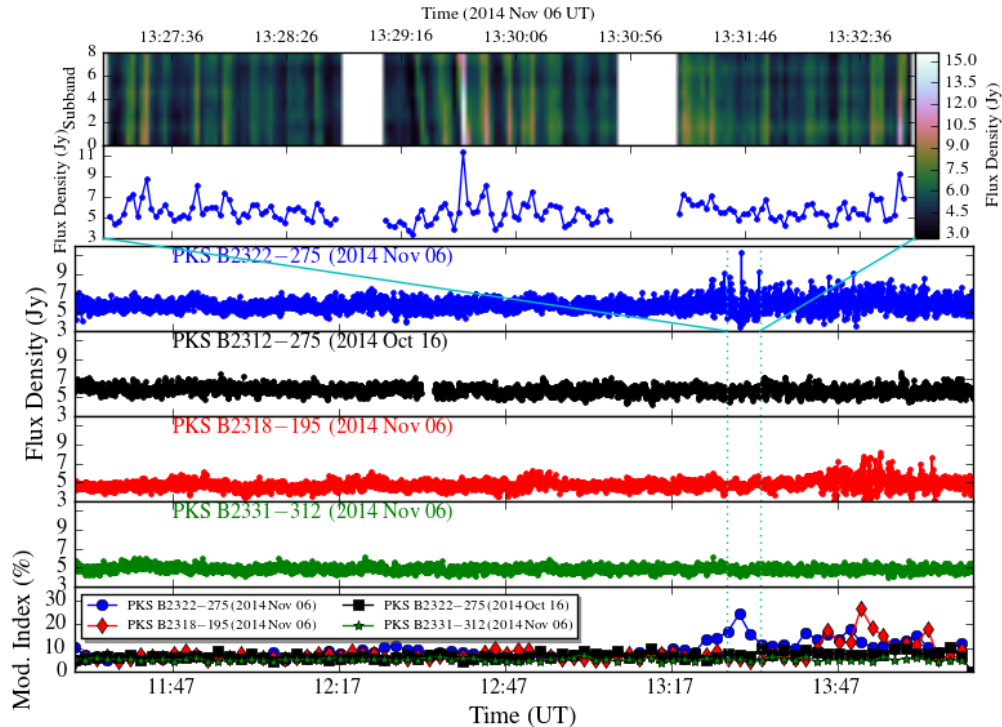 Time (2014 Nov 06 UT)
13:27:36 13:28:26 13:29:16 13:30:06 13:30:56 13:31:46 13:32:36
Subband
8
6
4
2
0
15.0
13.5
12.0
10.5
9.0
7.5
6.0
4.5
3.0
Flux Density (Jy)
Flux Density (Jy)
11
9
7
5
3
PKS B2322−275 (2014 Nov 06)
9
7
5
3
PKS B2312−275 (2014 Oct 16)
9
7
5
3
Flux Density (Jy)
PKS B2318−195 (2014 Nov 06)
9
7
5
3
PKS B2331−312 (2014 Nov 06)
9
7
5
3
Mod. Index (%)
30
20
10
0
PKS B2322−275 (2014 Nov 06) PKS B2322−275 (2014 Oct 16)
PKS B2318−195 (2014 Nov 06) PKS B2331−312 (2014 Nov 06)
11:47 12:17 12:47 13:17 13:47
Time (UT)